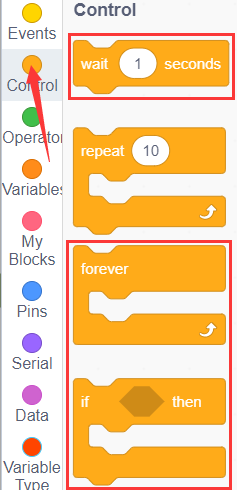 Events
Control
Operator
Variables
My
Blocks
Pins
Serial
Data
Variable
Type
Control
wait 1 seconds
repeat 10
forever
if then